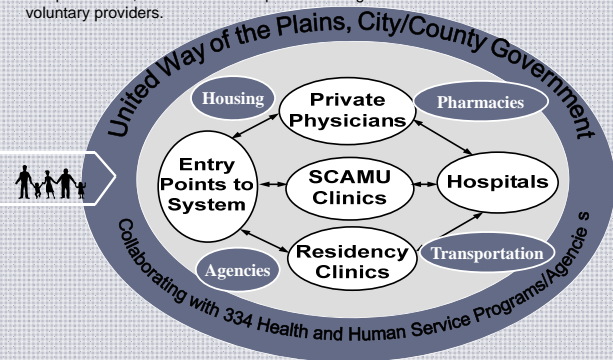 voluntary providers.
United Way of the Plains, City/County Government
Housing
Private
Physicians
Pharmacies
Entry
Points to
System
SCAMU
Clinics
Hospitals
Residency
Clinics
Agencies
Transportation
Collaborating with 334 Health and Human Service Programs/Agencie s